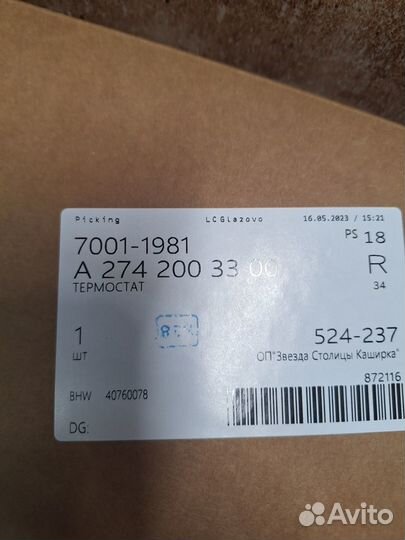 Picking LCGlazovo 16.05.2023 / 15:21
7001-1981 PS 18
A 274 200 33 00 R
ТЕРМОСТАТ 34
1 524-237
шт ОП"Звезда Столицы Каширка"
872116
BHW 40760078
DG:
Avito